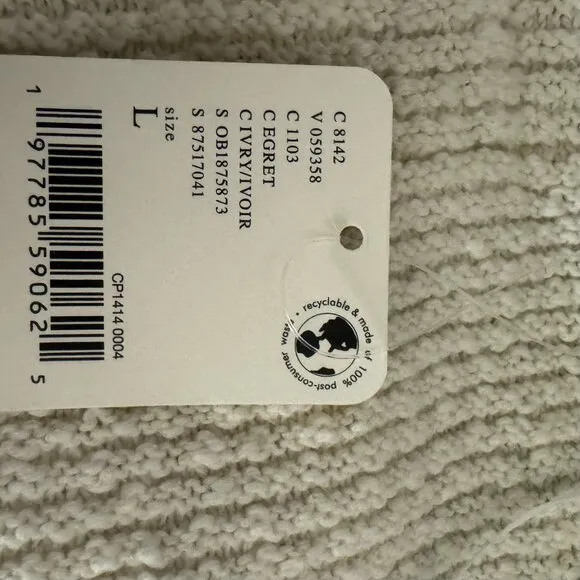 C 8142
V 059358
C 1103
C EGRET
C IVRY/IVOIR
S OB1875873
S 87517041
size
L
1 97785 59062 5
CP1414 0004
• recyclable & made of 100% post-consumer waste